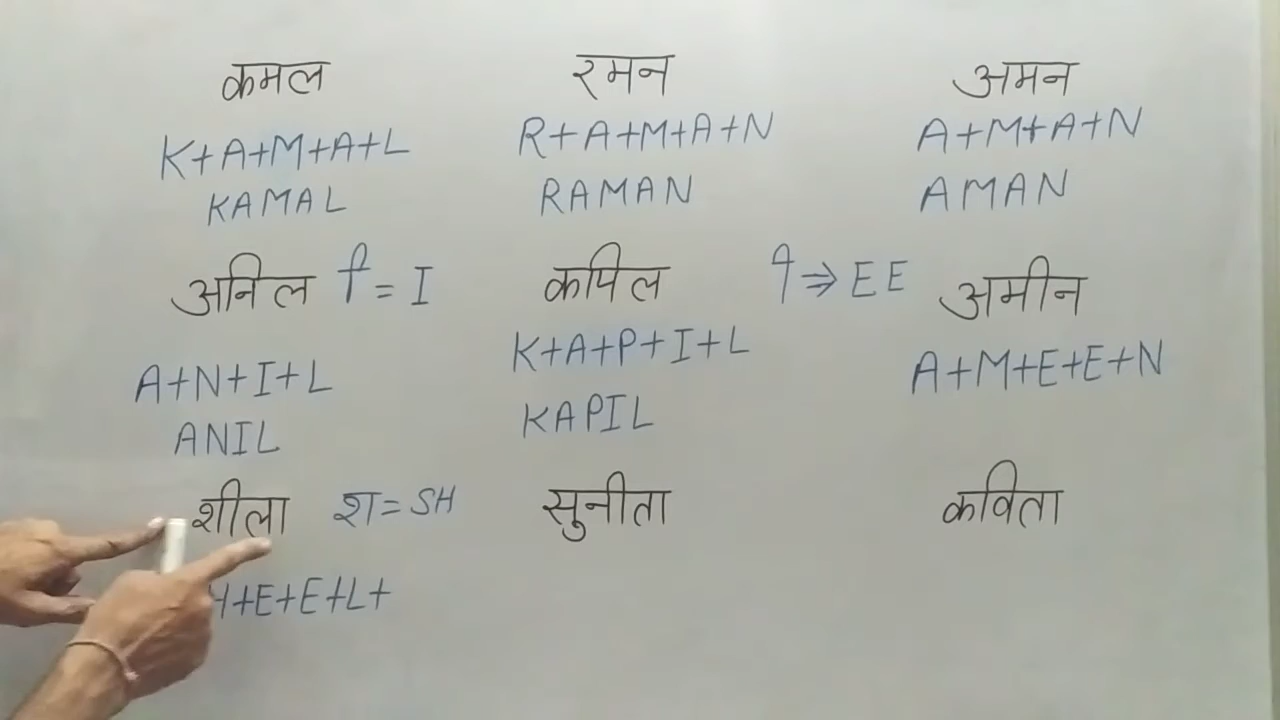 कमल रमन अमन
K+A+M+A+L R+A+M+A+N A+M+A+N
KAMAL RAMAN AMAN
अनिल ि = I कपिल ी ⇒ EE अमीन
A+N+I+L K+A+P+I+L A+M+E+E+N
ANIL KAPIL
शीला श = SH सुनीता कविता
H+E+E+L+